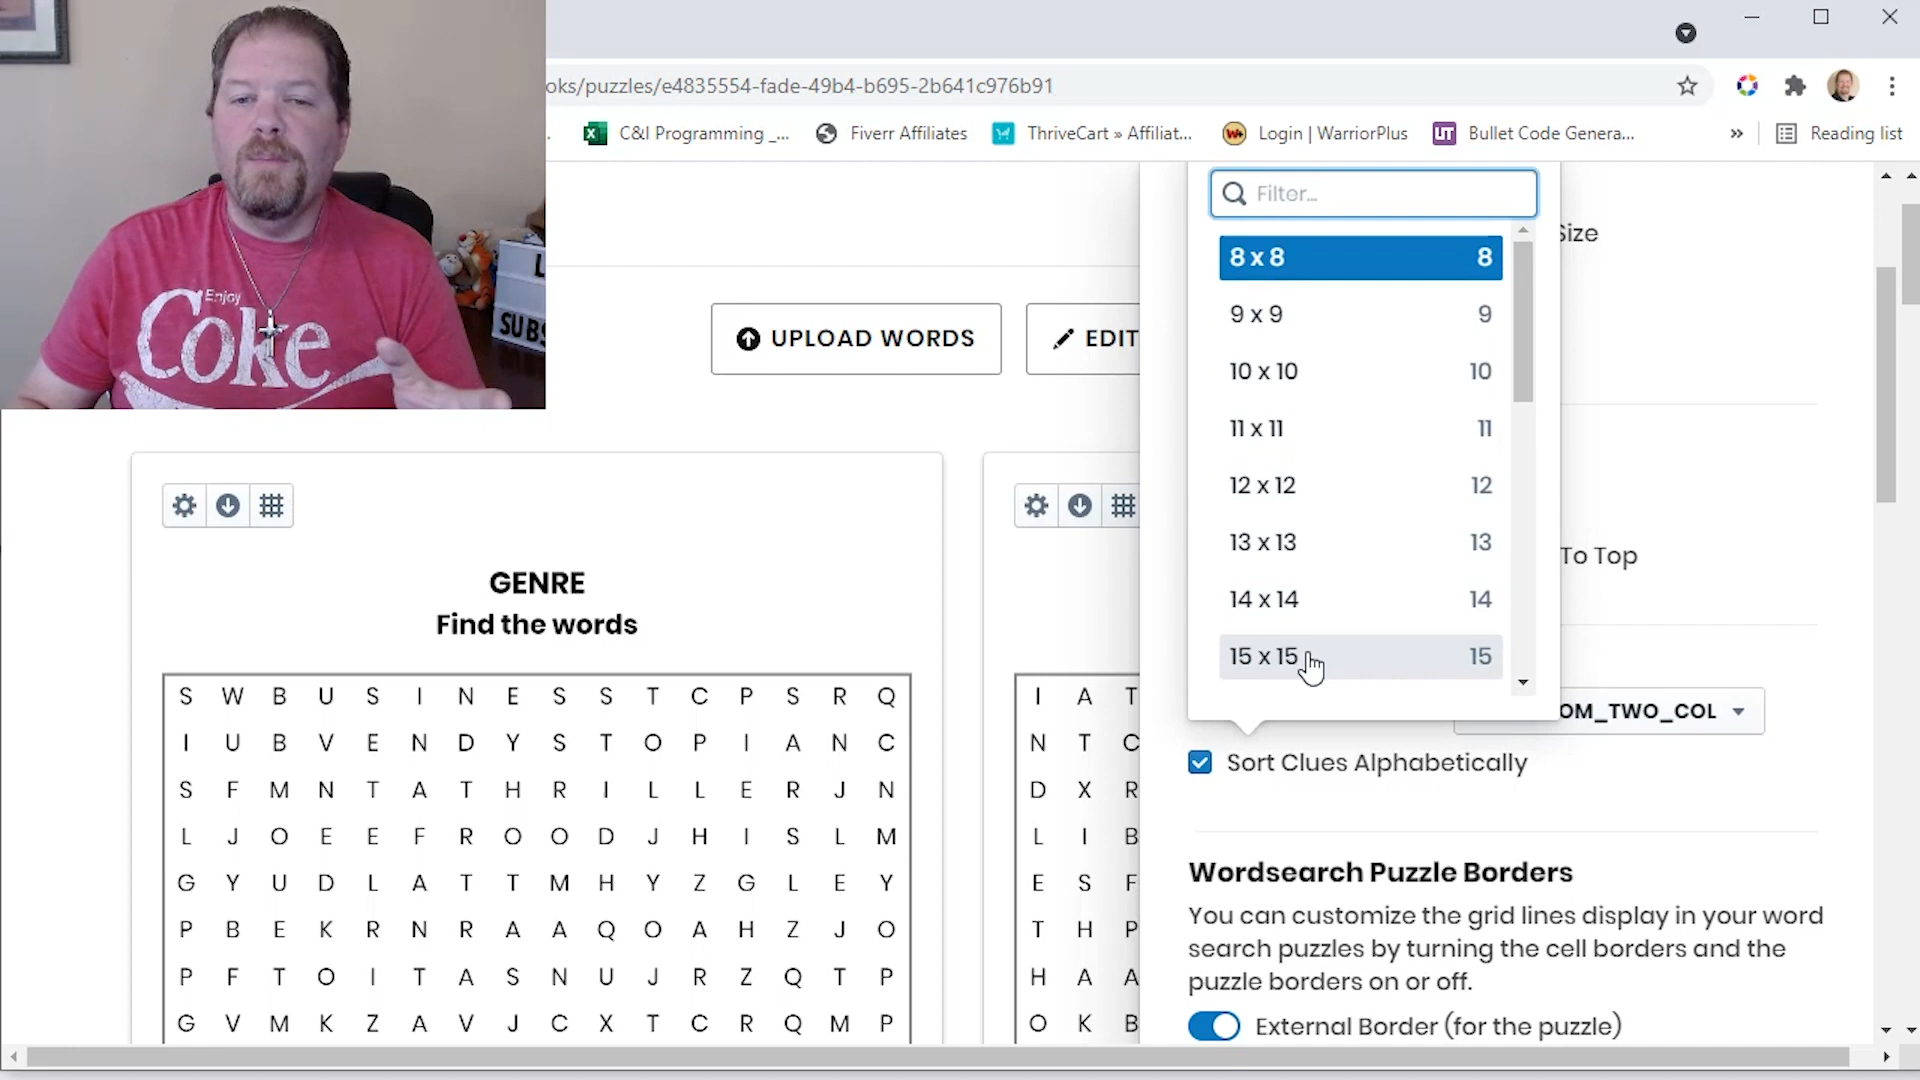 oks/puzzles/e4835554-fade-49b4-b695-2b641c976b91
C&I Programming _...
Fiverr Affiliates
ThriveCart » Affiliat...
Login | WarriorPlus
Bullet Code Genera...
»
Reading list
Enjoy
Coke
SUBS
Filter...
Size
8 x 8 8
9 x 9 9
10 x 10 10
11 x 11 11
12 x 12 12
13 x 13 13
14 x 14 14
15 x 15 15
To Top
OM_TWO_COL
UPLOAD WORDS
EDIT
GENRE
Find the words
S W B U S I N E S S T C P S R Q
I U B V E N D Y S T O P I A N C
S F M N T A T H R I L L E R J N
L J O E E F R O O D J H I S L M
G Y U D L A T T M H Y Z G L E Y
P B E K R N R A A Q O A H Z J O
P F T O I T A S N U J R Z Q T P
G V M K Z A V J C X T C R Q M P
I A T
N T C
D X R
L I B
E S F
T H P
H A A
O K B
Sort Clues Alphabetically
Wordsearch Puzzle Borders
You can customize the grid lines display in your word
search puzzles by turning the cell borders and the
puzzle borders on or off.
External Border (for the puzzle)